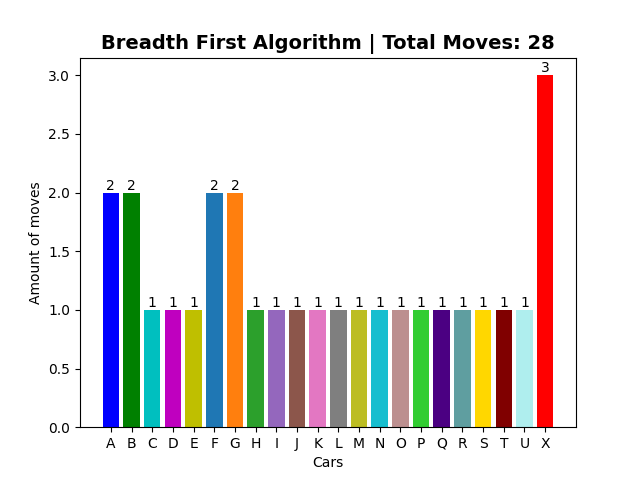 Breadth First Algorithm | Total Moves: 28
3.0
2.5
2.0
1.5
1.0
0.5
0.0
Amount of moves
2 2 1 1 1 2 2 1 1 1 1 1 1 1 1 1 1 1 1 1 1 3
A B C D E F G H I J K L M N O P Q R S T U X
Cars